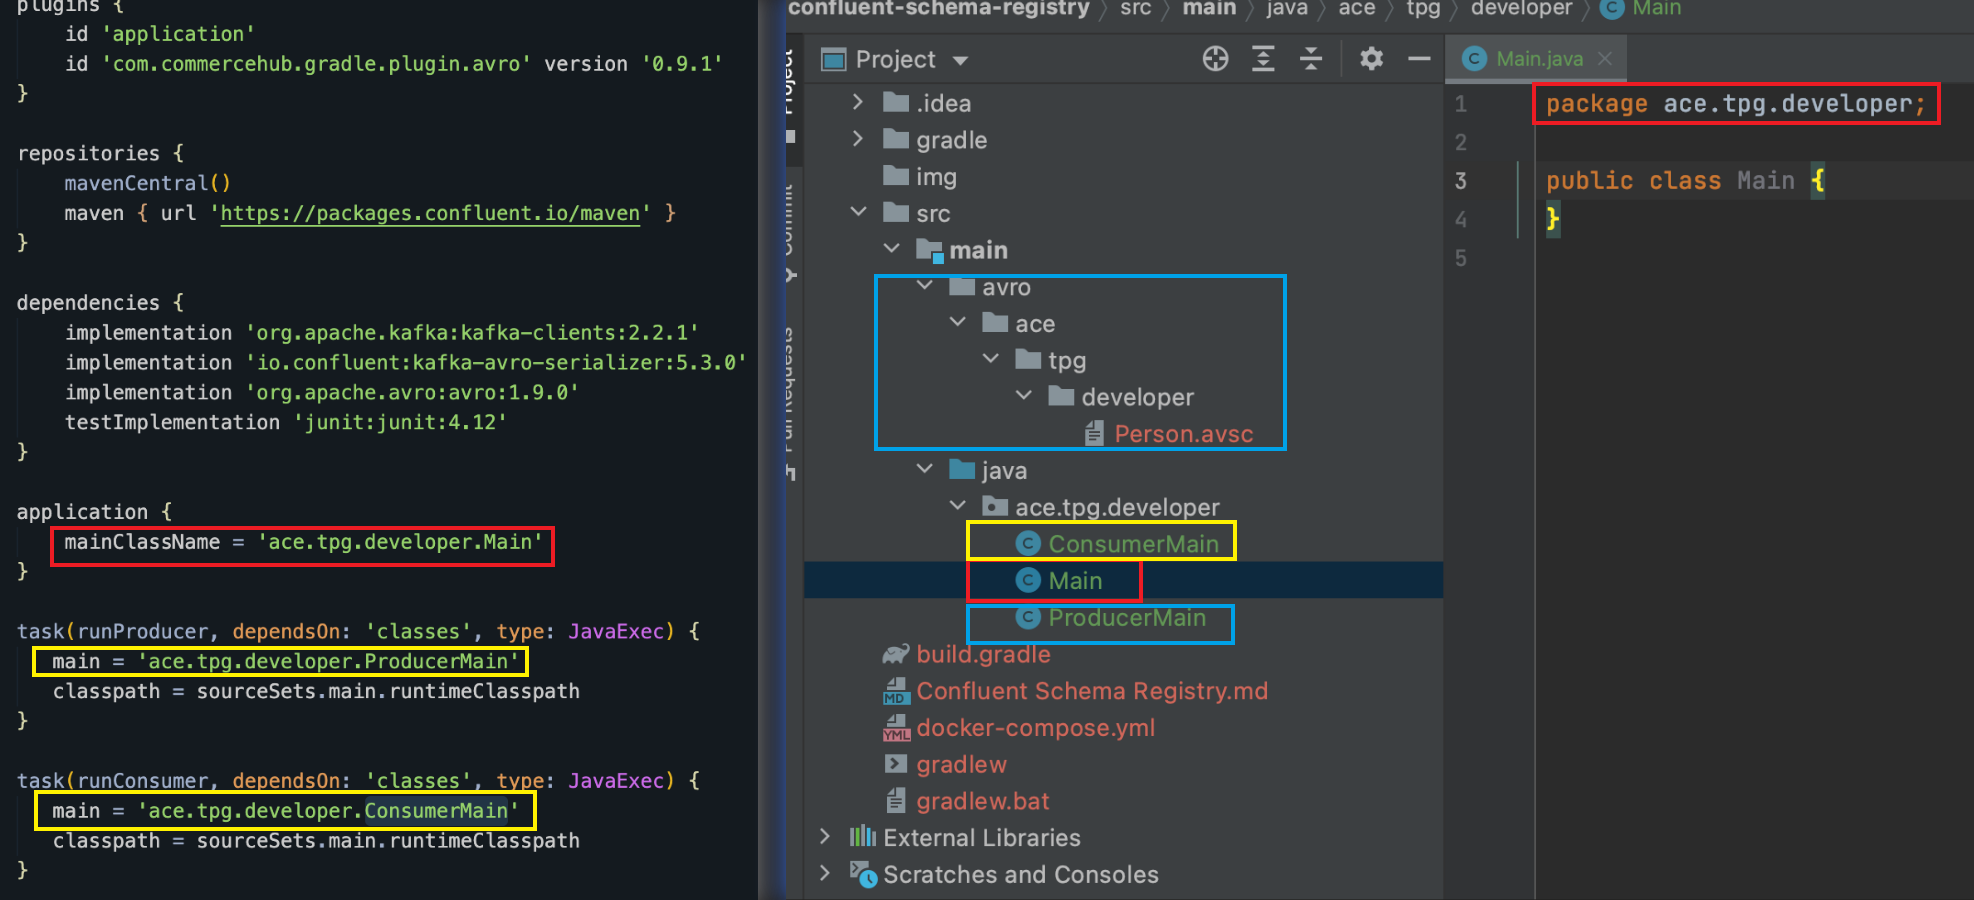 plugins {
id 'application'
id 'com.commercehub.gradle.plugin.avro' version '0.9.1'
}
repositories {
mavenCentral()
maven { url 'https://packages.confluent.io/maven' }
}
dependencies {
implementation 'org.apache.kafka:kafka-clients:2.2.1'
implementation 'io.confluent:kafka-avro-serializer:5.3.0'
implementation 'org.apache.avro:avro:1.9.0'
testImplementation 'junit:junit:4.12'
}
application {
mainClassName = 'ace.tpg.developer.Main'
}
task(runProducer, dependsOn: 'classes', type: JavaExec) {
main = 'ace.tpg.developer.ProducerMain'
classpath = sourceSets.main.runtimeClasspath
}
task(runConsumer, dependsOn: 'classes', type: JavaExec) {
main = 'ace.tpg.developer.ConsumerMain'
classpath = sourceSets.main.runtimeClasspath
}
confluent-schema-registry 〉 src 〉 main 〉 java 〉 ace 〉 tpg 〉 developer 〉 C Main
Project
Commit
Pull Requests
Project
.idea
gradle
img
src
main
avro
ace
tpg
developer
Person.avsc
java
ace.tpg.developer
C ConsumerMain
C Main
C ProducerMain
build.gradle
MD Confluent Schema Registry.md
YML docker-compose.yml
gradlew
gradlew.bat
External Libraries
Scratches and Consoles
C Main.java
1 package ace.tpg.developer;
2
3 public class Main {
4 }
5